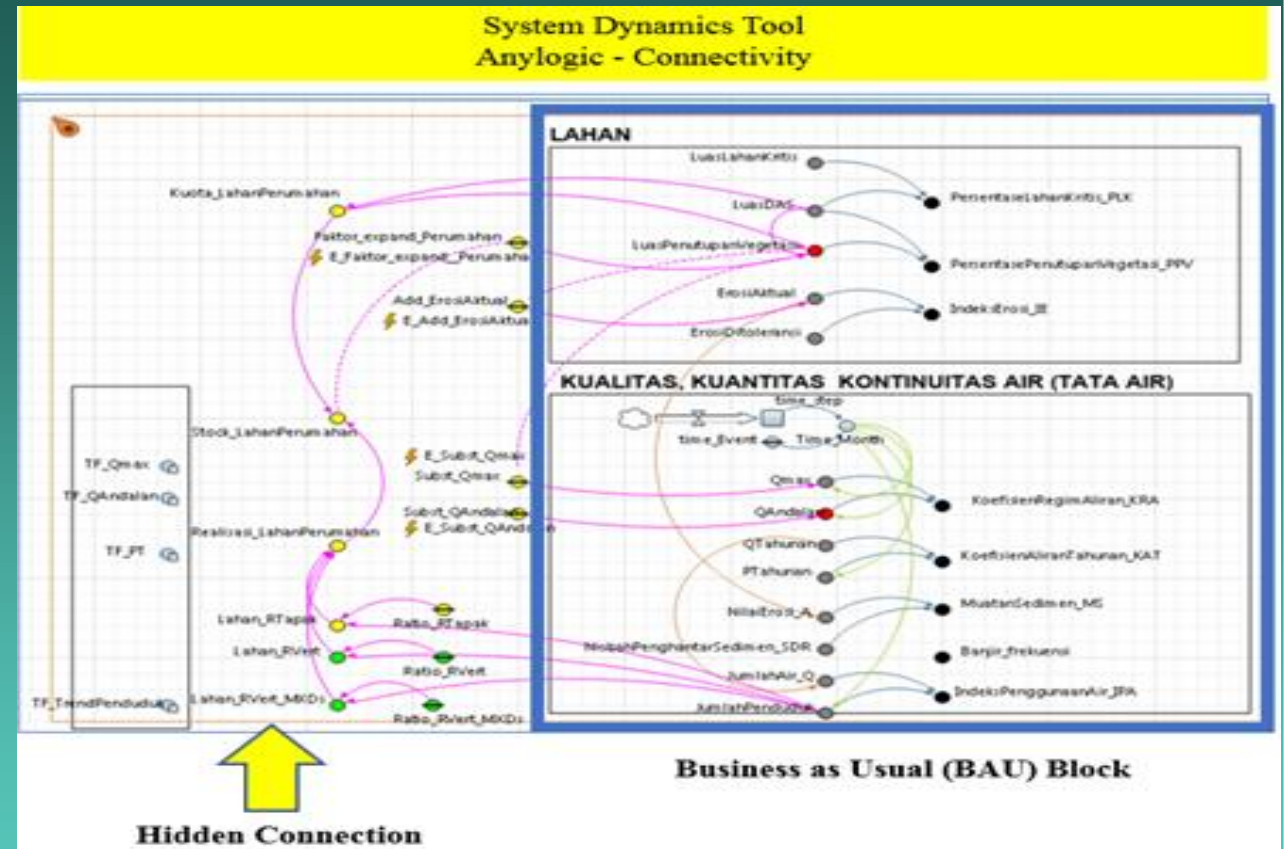 System Dynamics Tool
Anylogic - Connectivity
Kuota_LahanPerumahan
Faktor_expand_Perumahan
E_Faktor_expand_Perumaha
Add_ErosiAktual
E_Add_ErosiAktua
Stock_LahanPerumahan
TF_Qmax
TF_QAndalan
TF_PT
TF_TrendPenduduk
E_Subst_Qmax
Subst_Qmax
Subst_QAndalan
E_Subst_QAndalan
Realisasi_LahanPerumahan
Lahan_RTapak
Ratio_RTapak
Lahan_RVert
Ratio_RVert
Lahan_RVert_MKDs
Ratio_RVert_MKDs
LAHAN
LuasLahanKritis
LuasDAS
PersentaseLahanKritis_PLK
LuasPenutupanVegetasi
PersentasePenutupanVegetasi_PPV
ErosiAktual
IndeksErosi_IE
ErosiDitoleransi
KUALITAS, KUANTITAS KONTINUITAS AIR (TATA AIR)
time_step
time_Event
Time_Month
Qmax
KoefisienRegimAliran_KRA
QAndalan
QTahunan
KoefisienAliranTahunan_KAT
PTahunan
MuatanSedimen_MS
NilaiErosi_A
NisbahPenghantarSedimen_SDR
Banjir_frekuensi
JumlahAir_Q
IndeksPenggunaanAir_IPA
JumlahPenduduk
Business as Usual (BAU) Block
Hidden Connection